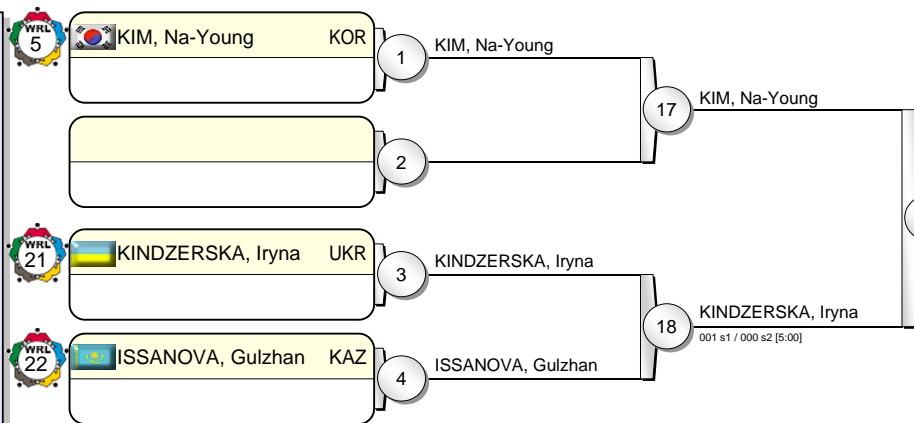 WRL
5
KIM, Na-Young KOR
1
KIM, Na-Young
17
KIM, Na-Young
2
WRL
21
KINDZERSKA, Iryna UKR
3
KINDZERSKA, Iryna
18
KINDZERSKA, Iryna
001 s1 / 000 s2 [5:00]
WRL
22
ISSANOVA, Gulzhan KAZ
4
ISSANOVA, Gulzhan